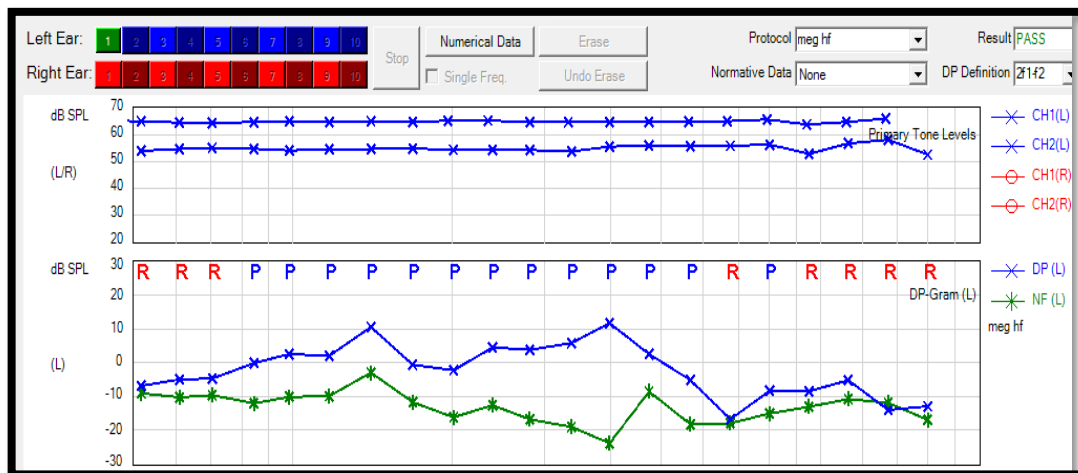 Left Ear: 1 2 3 4 5 6 7 8 9 10 Stop Numerical Data Erase Protocol meg hf Result PASS
Right Ear: 1 2 3 4 5 6 7 8 9 10 Single Freq. Undo Erase Normative Data None DP Definition 2f1-f2
dB SPL
(L/R)
70
60
50
40
30
20
Primary Tone Levels
CH1(L)
CH2(L)
CH1(R)
CH2(R)
dB SPL
(L)
30
20
10
0
-10
-20
-30
R R R P P P P P P P P P P P P R P R R R R
DP-Gram (L)
DP (L)
NF (L)
meg hf